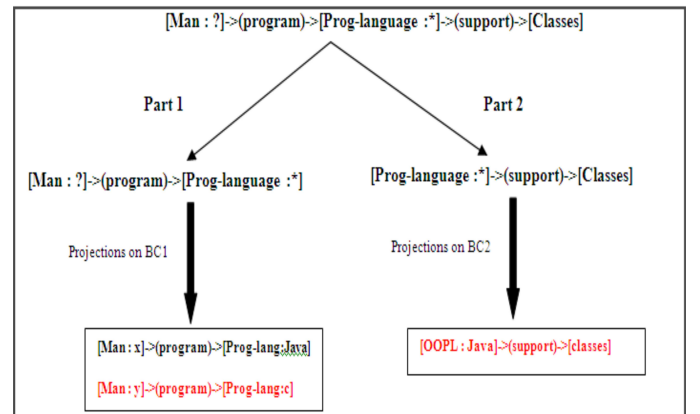 [Man : ?]->(program)->[Prog-language :*]->(support)->[Classes]
Part 1
Part 2
[Man : ?]->(program)->[Prog-language :*]
[Prog-language :*]->(support)->[Classes]
Projections on BC1
Projections on BC2
[Man : x]->(program)->[Prog-lang:Java]
[Man : y]->(program)->[Prog-lang:c]
[OOPL : Java]->(support)->[classes]